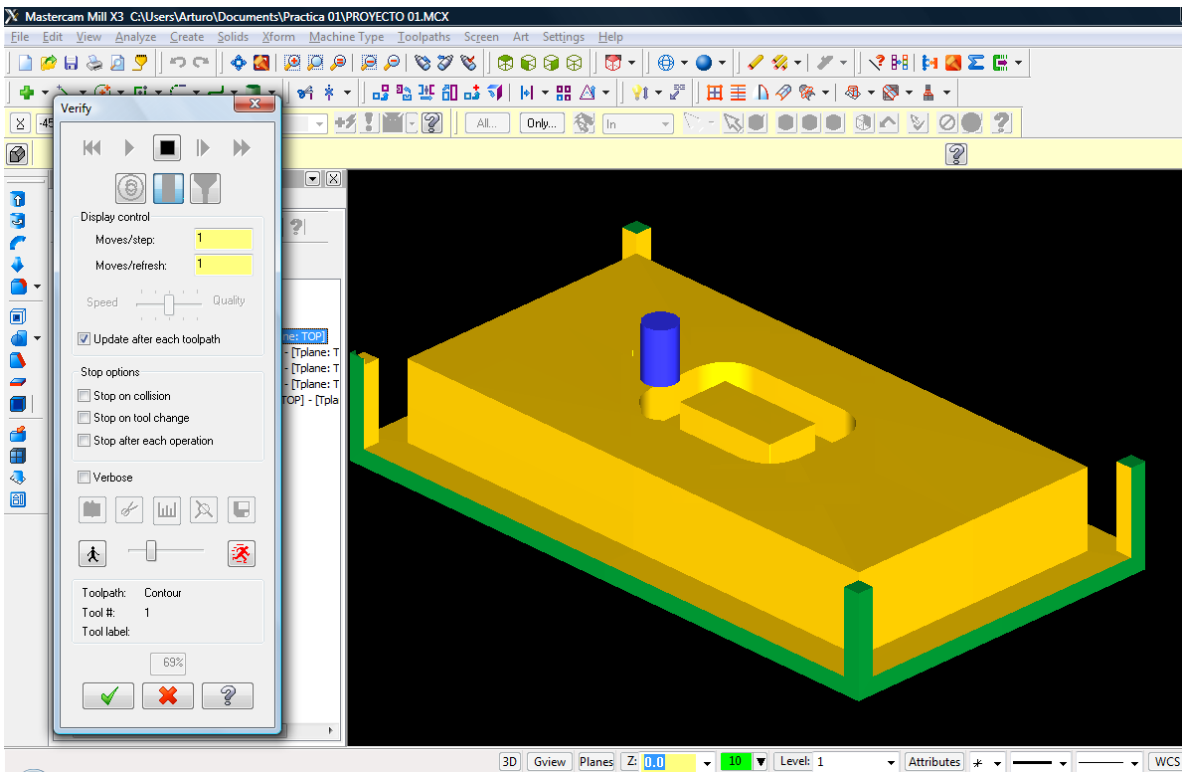 Mastercam Mill X3 C:\Users\Arturo\Documents\Practica 01\PROYECTO 01.MCX
File Edit View Analyze Create Solids Xform Machine Type Toolpaths Screen Art Settings Help
Verify
-45
All... Only... In
Display control
Moves/step: 1
Moves/refresh: 1
Speed Quality
Update after each toolpath
Stop options
Stop on collision
Stop on tool change
Stop after each operation
Verbose
Toolpath: Contour
Tool #: 1
Tool label:
69%
ne: TOP]
- [Tplane: T
- [Tplane: T
- [Tplane: T
TOP] - [Tpla
3D Gview Planes Z: 0.0 10 Level: 1 Attributes WCS